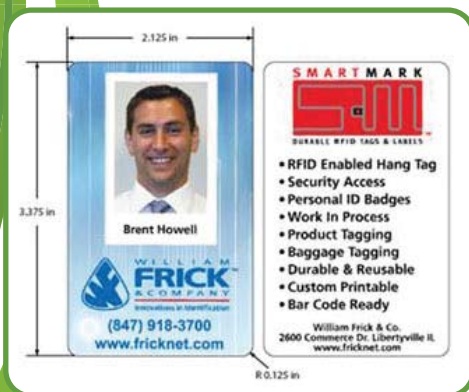 2.125 in
3.375 in
Brent Howell
WILLIAM
FRICK™
& COMPANY
Innovations in Identification
(847) 918-3700
www.fricknet.com
R 0.125 in
SMARTMARK
DURABLE RFID TAGS & LABELS
• RFID Enabled Hang Tag
• Security Access
• Personal ID Badges
• Work In Process
• Product Tagging
• Baggage Tagging
• Durable & Reusable
• Custom Printable
• Bar Code Ready
William Frick & Co.
2600 Commerce Dr. Libertyville IL
www.fricknet.com